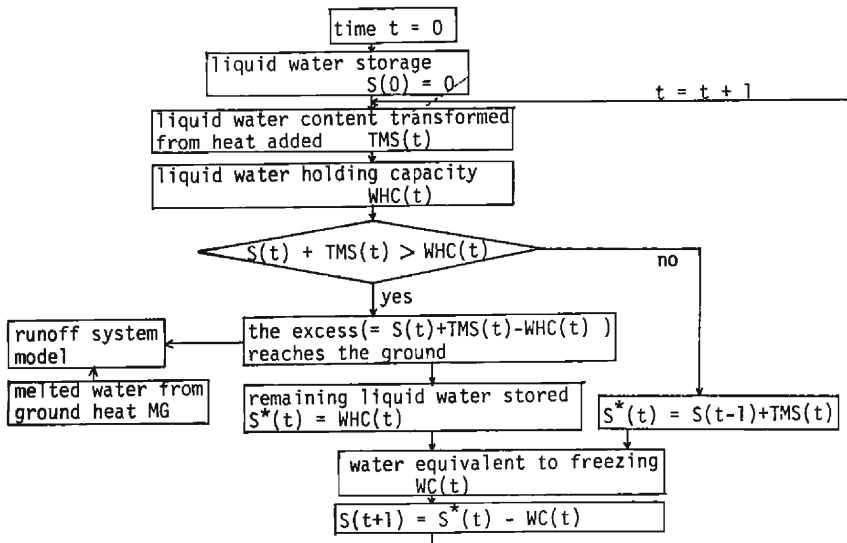 time t = 0
liquid water storage
S(0) = 0
t = t + 1
liquid water content transformed
from heat added TMS(t)
liquid water holding capacity
WHC(t)
S(t) + TMS(t) > WHC(t)
no
yes
the excess(= S(t)+TMS(t)-WHC(t) )
reaches the ground
runoff system
model
melted water from
ground heat MG
remaining liquid water stored
S*(t) = WHC(t)
S*(t) = S(t-1)+TMS(t)
water equivalent to freezing
WC(t)
S(t+1) = S*(t) - WC(t)